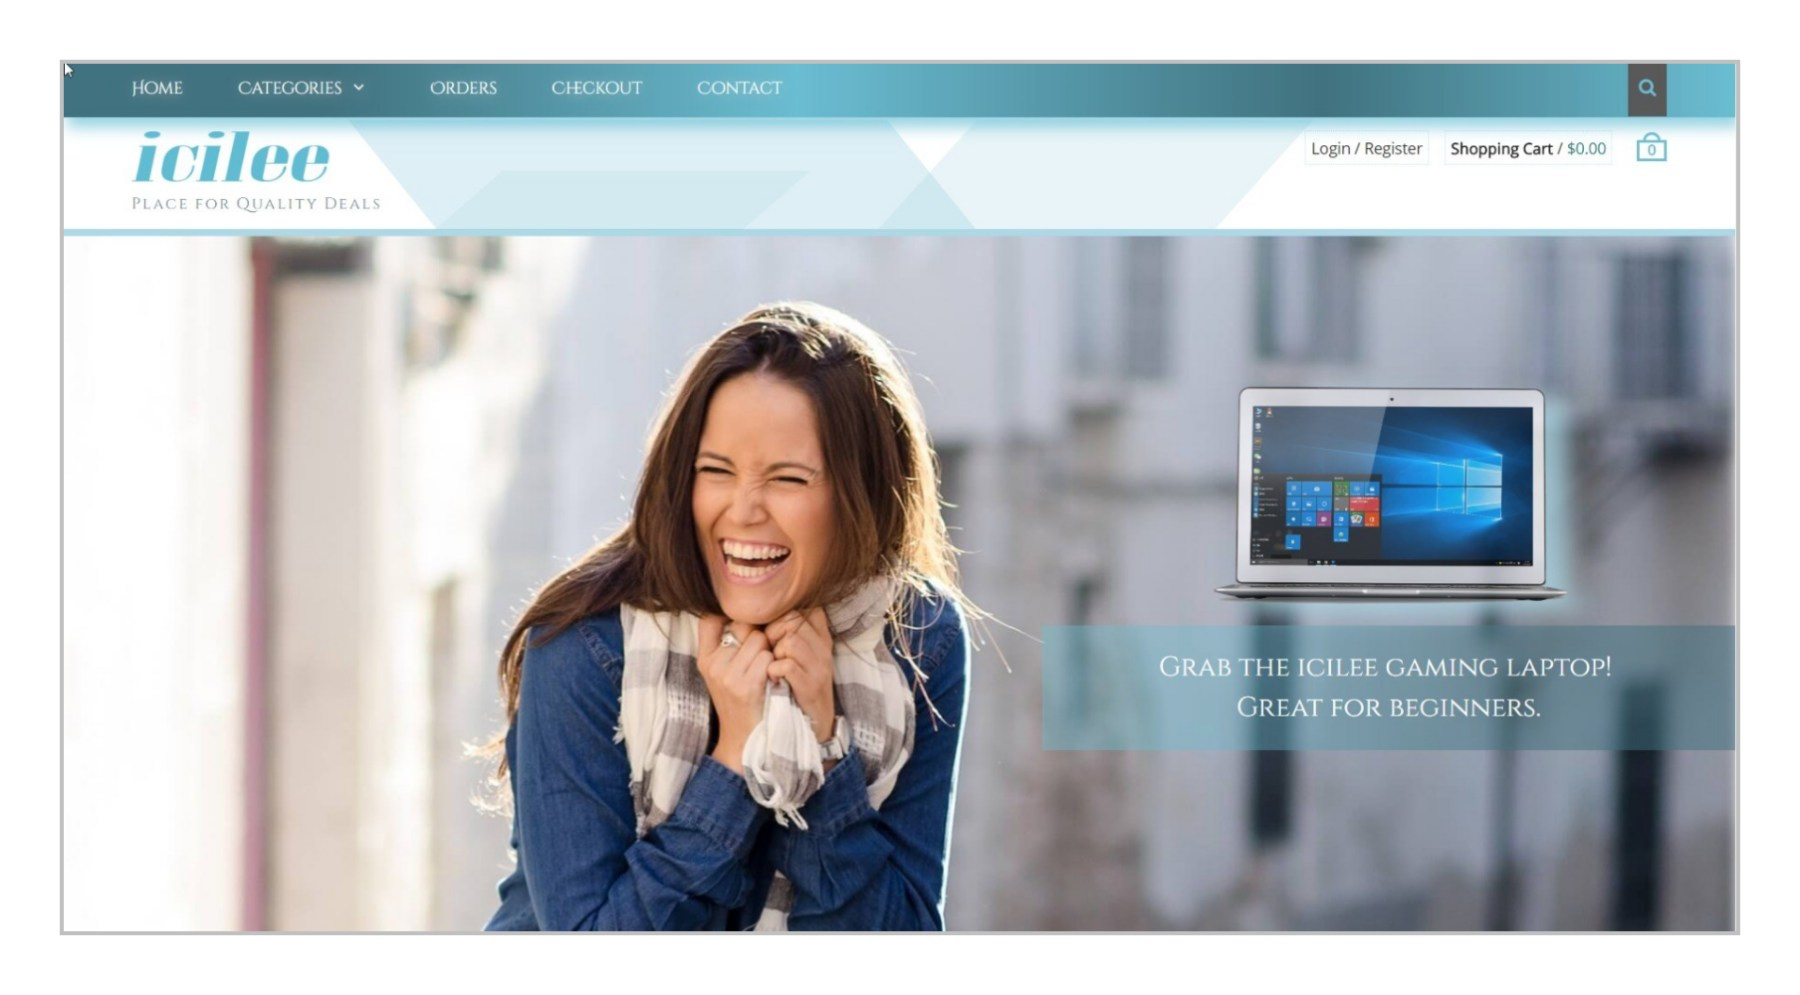 Home CATEGORIES ORDERS CHECKOUT CONTACT
icilee
Login / Register Shopping Cart / $0.00 0
Place for Quality Deals
Grab the icilee gaming laptop!
Great for beginners.